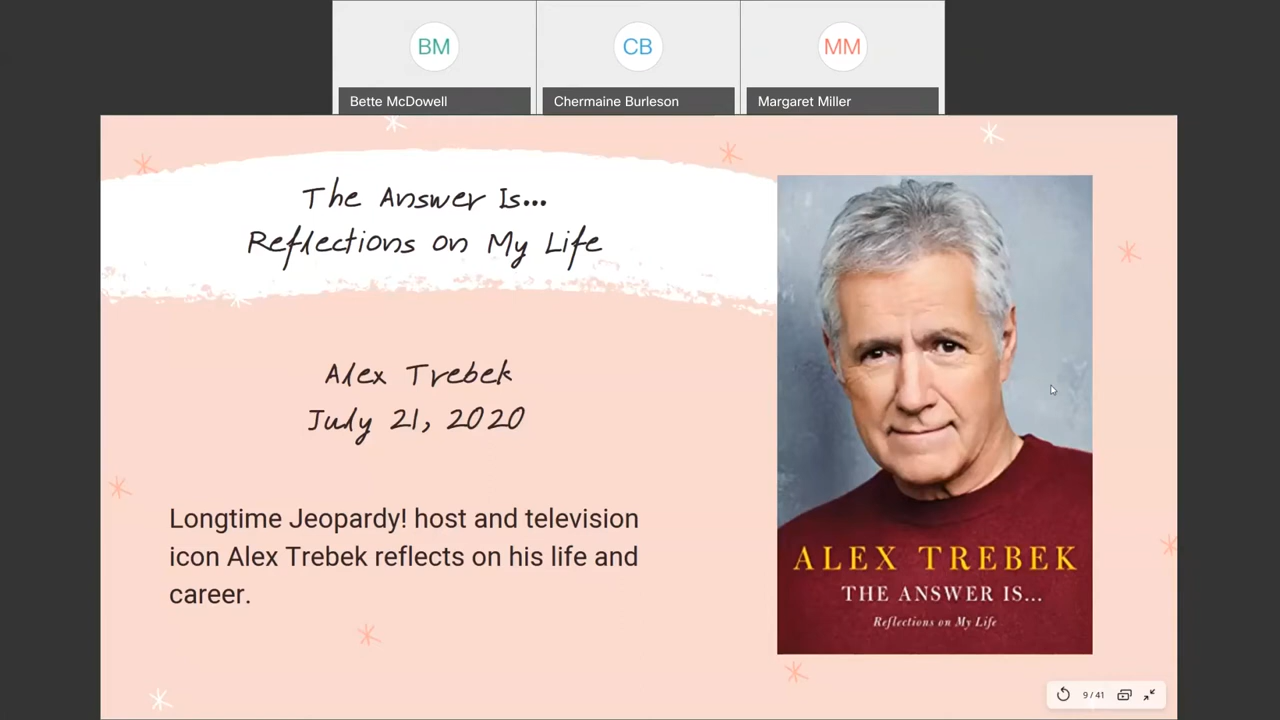 BM
CB
MM
Bette McDowell
Chermaine Burleson
Margaret Miller
The Answer Is...
Reflections on My Life
Alex Trebek
July 21, 2020
Longtime Jeopardy! host and television
icon Alex Trebek reflects on his life and
career.
ALEX TREBEK
THE ANSWER IS...
Reflections on My Life
9 / 41